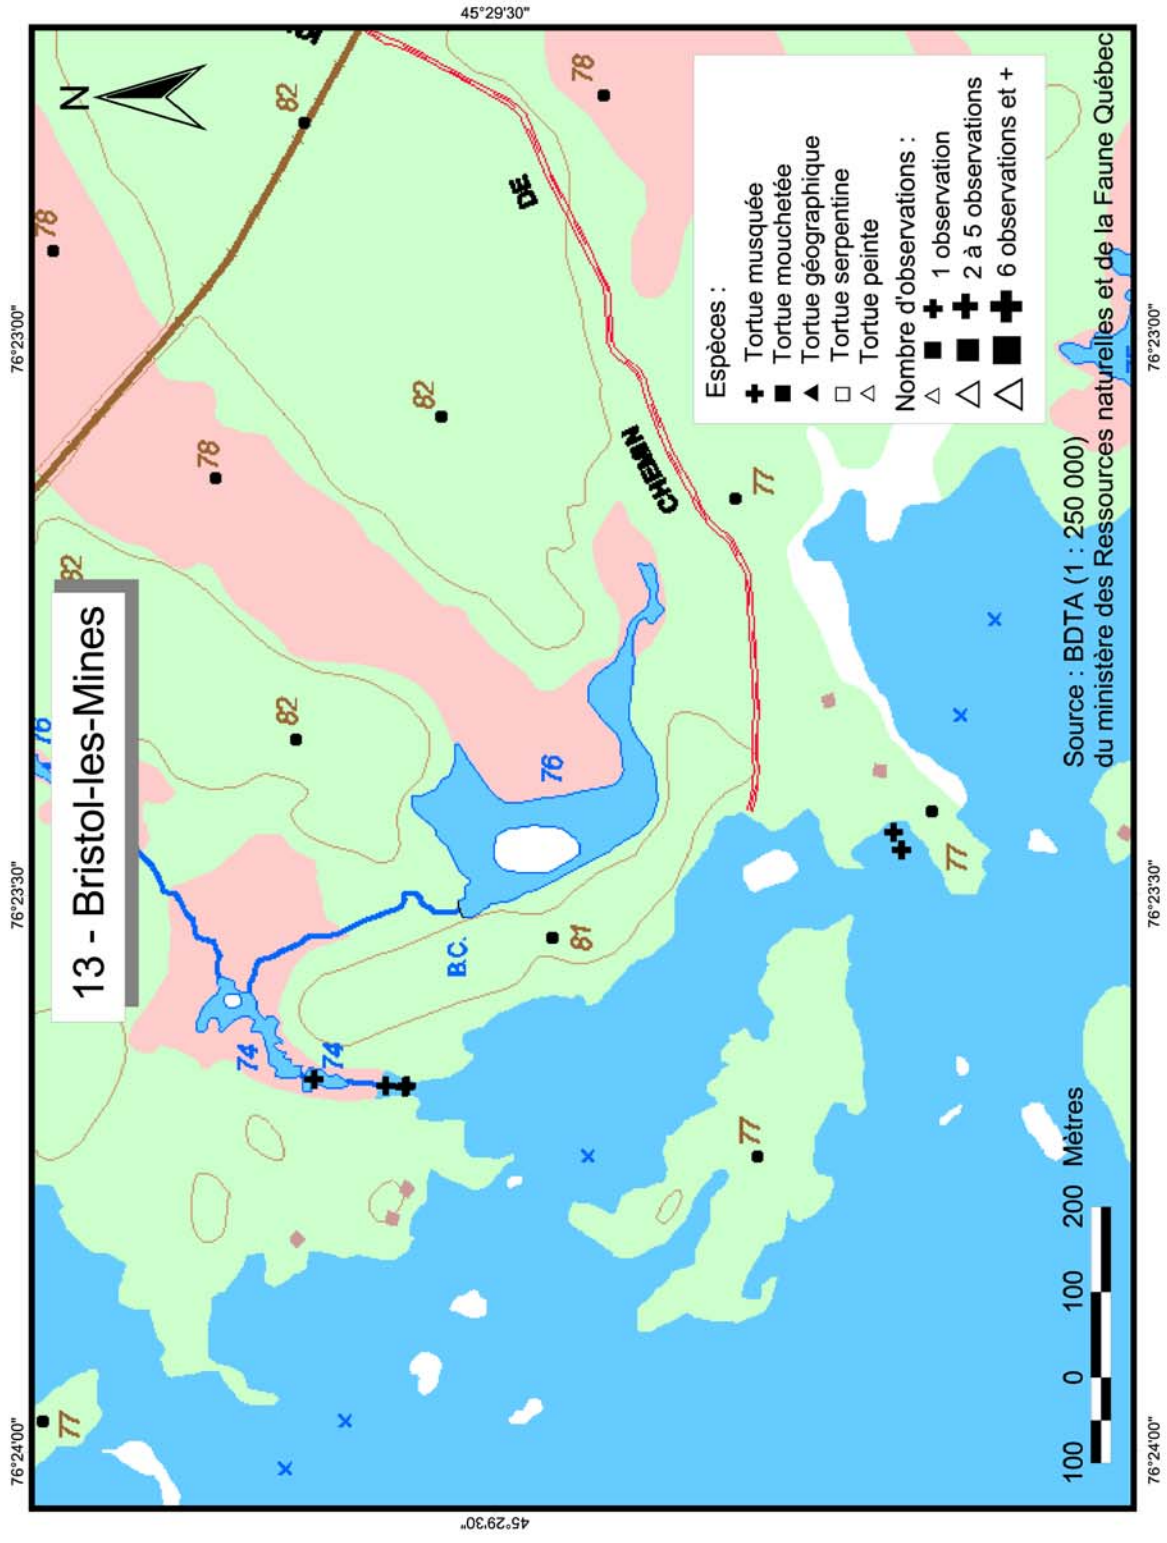 13 - Bristol-les-Mines
N
76°24'00"
76°23'30"
76°23'00"
45°29'30"
45°29'30"
76°24'00"
76°23'30"
76°23'00"
77
76
82
78
82
78
82
82
78
74
74
B.C.
81
76
77
77
77
CHEMIN
DE
Espèces :
Tortue musquée
Tortue mouchetée
Tortue géographique
Tortue serpentine
Tortue peinte
Nombre d'observations :
1 observation
2 à 5 observations
6 observations et +
100 0 100 200 Mètres
Source : BDTA (1 : 250 000)
du ministère des Ressources naturelles et de la Faune Québec